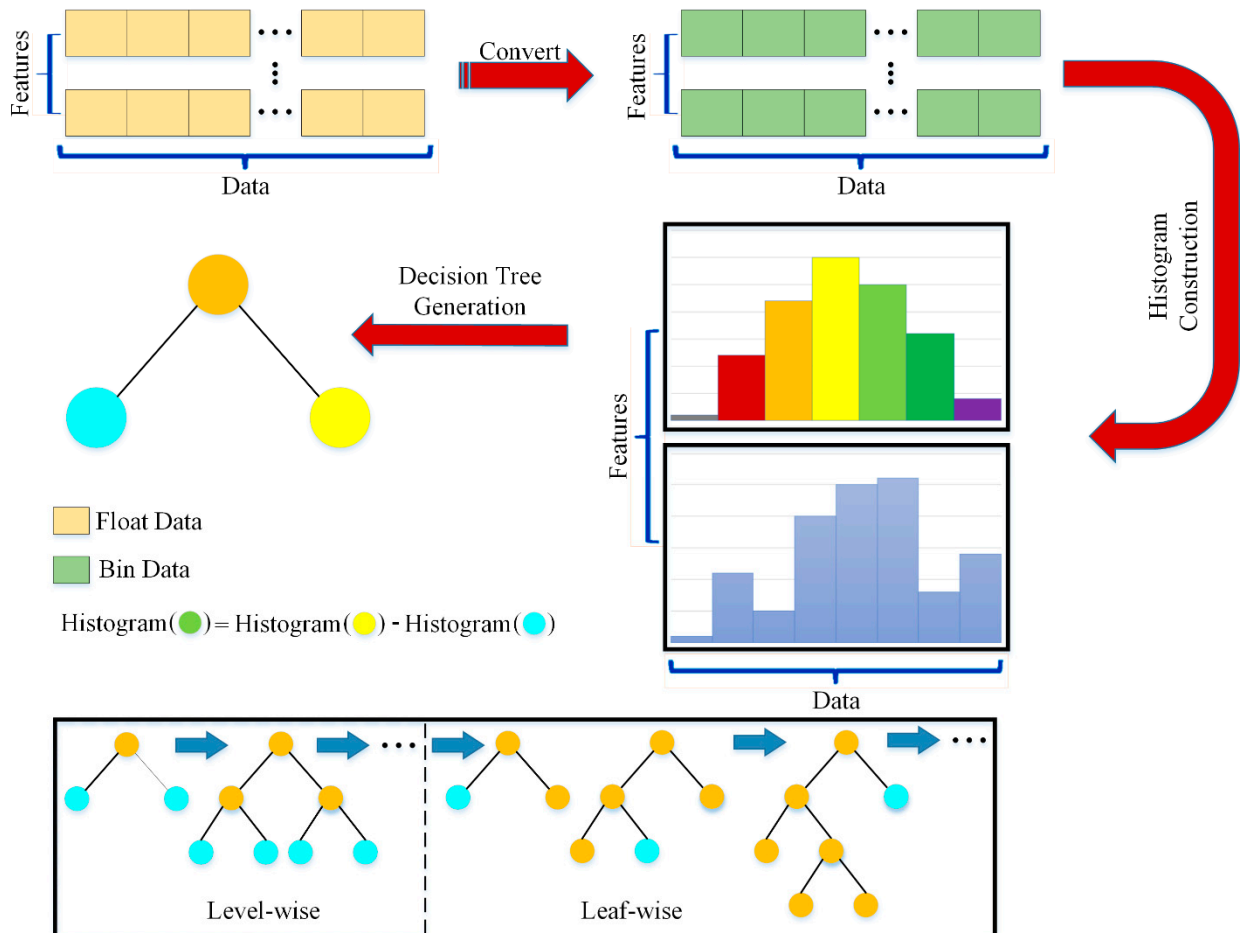 Features
Convert
Features
Data
Data
Histogram
Construction
Decision Tree
Generation
Features
Float Data
Bin Data
Histogram( )=Histogram( ) - Histogram( )
Data
Level-wise
Leaf-wise